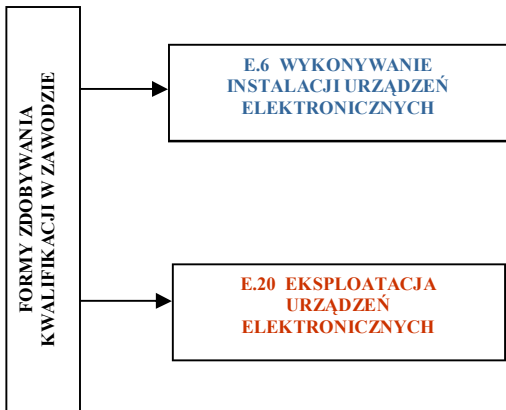 FORMY ZDOBYWANIA
KWALIFIKACJI W ZAWODZIE
E.6 WYKONYWANIE
INSTALACJI URZĄDZEŃ
ELEKTRONICZNYCH
E.20 EKSPLOATACJA
URZĄDZEŃ
ELEKTRONICZNYCH